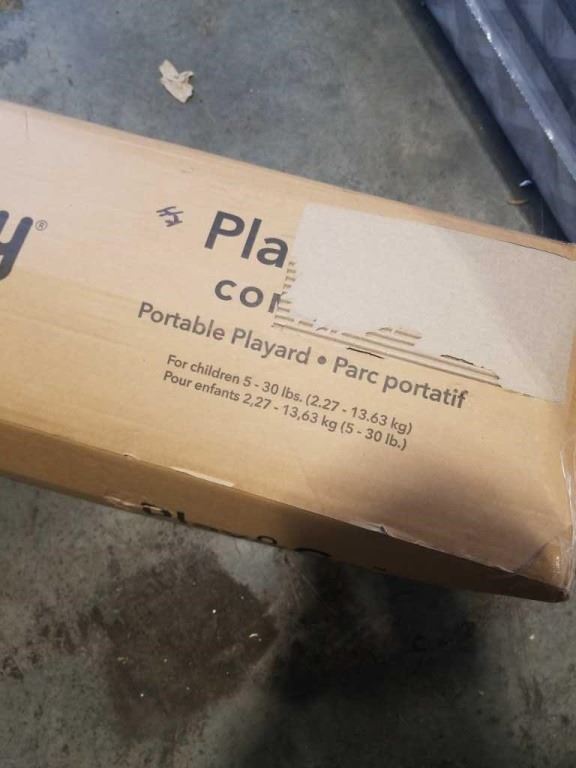 y®
Pla
con
Portable Playard • Parc portatif
For children 5 - 30 lbs. (2.27 - 13.63 kg)
Pour enfants 2,27 - 13,63 kg (5 - 30 lb.)